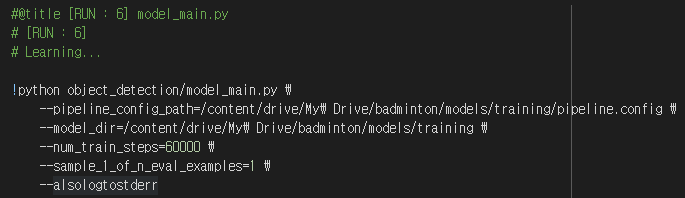 #@title [RUN : 6] model_main.py
# [RUN : 6]
# Learning...
!python object_detection/model_main.py ₩
--pipeline_config_path=/content/drive/My₩ Drive/badminton/models/training/pipeline.config ₩
--model_dir=/content/drive/My₩ Drive/badminton/models/training ₩
--num_train_steps=60000 ₩
--sample_1_of_n_eval_examples=1 ₩
--alsologtostderr